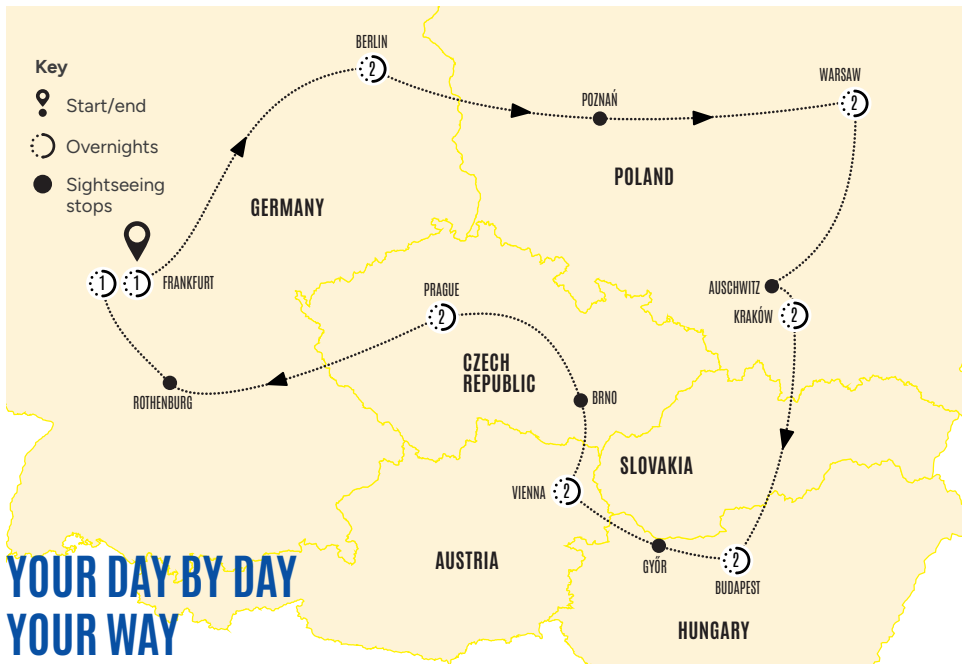 Key
Start/end
Overnights
Sightseeing
stops
BERLIN
2
POZNAŃ
WARSAW
2
POLAND
GERMANY
1
1
FRANKFURT
AUSCHWITZ
KRAKÓW
2
PRAGUE
2
CZECH
REPUBLIC
ROTHENBURG
BRNO
SLOVAKIA
VIENNA
2
GYŐR
2
BUDAPEST
AUSTRIA
HUNGARY
YOUR DAY BY DAY
YOUR WAY